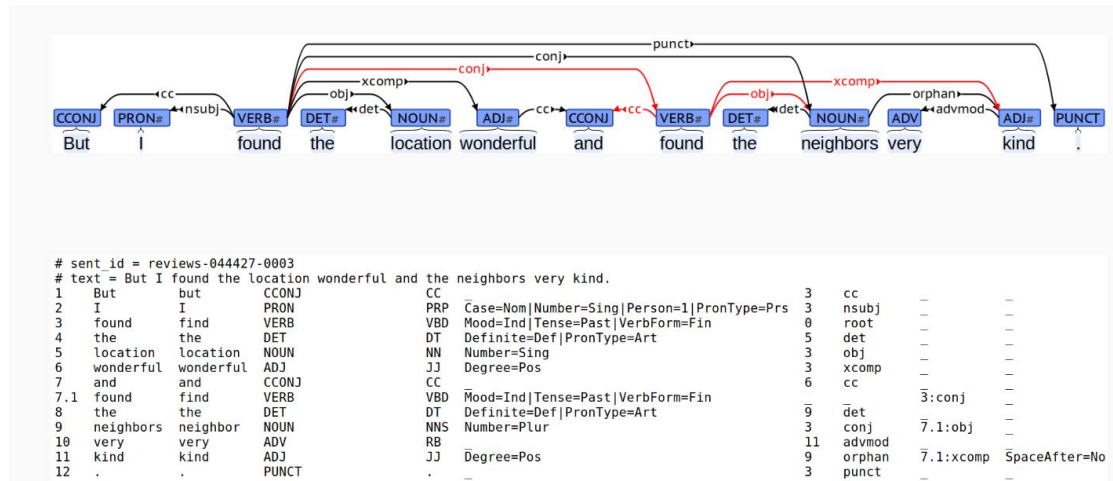 punct
conj
conj
xcomp xcomp
cc obj obj orphan
nsubj det cc cc det advmod
CCONJ PRON# VERB# DET# NOUN# ADJ# CCONJ VERB# DET# NOUN# ADV ADJ# PUNCT
But I found the location wonderful and found the neighbors very kind .
# sent_id = reviews-044427-0003
# text = But I found the location wonderful and the neighbors very kind.
1 But but CCONJ CC _ 3 cc _ _
2 I I PRON PRP Case=Nom|Number=Sing|Person=1|PronType=Prs 3 nsubj _ _
3 found find VERB VBD Mood=Ind|Tense=Past|VerbForm=Fin 0 root _ _
4 the the DET DT Definite=Def|PronType=Art 5 det _ _
5 location location NOUN NN Number=Sing 3 obj _ _
6 wonderful wonderful ADJ JJ Degree=Pos 3 xcomp _ _
7 and and CCONJ CC _ 6 cc _ _
7.1 found find VERB VBD Mood=Ind|Tense=Past|VerbForm=Fin _ _ 3:conj _
8 the the DET DT Definite=Def|PronType=Art 9 det _ _
9 neighbors neighbor NOUN NNS Number=Plur 3 conj 7.1:obj _
10 very very ADV RB _ 11 advmod _ _
11 kind kind ADJ JJ Degree=Pos 9 orphan 7.1:xcomp SpaceAfter=No
12 . . PUNCT . _ 3 punct _ _